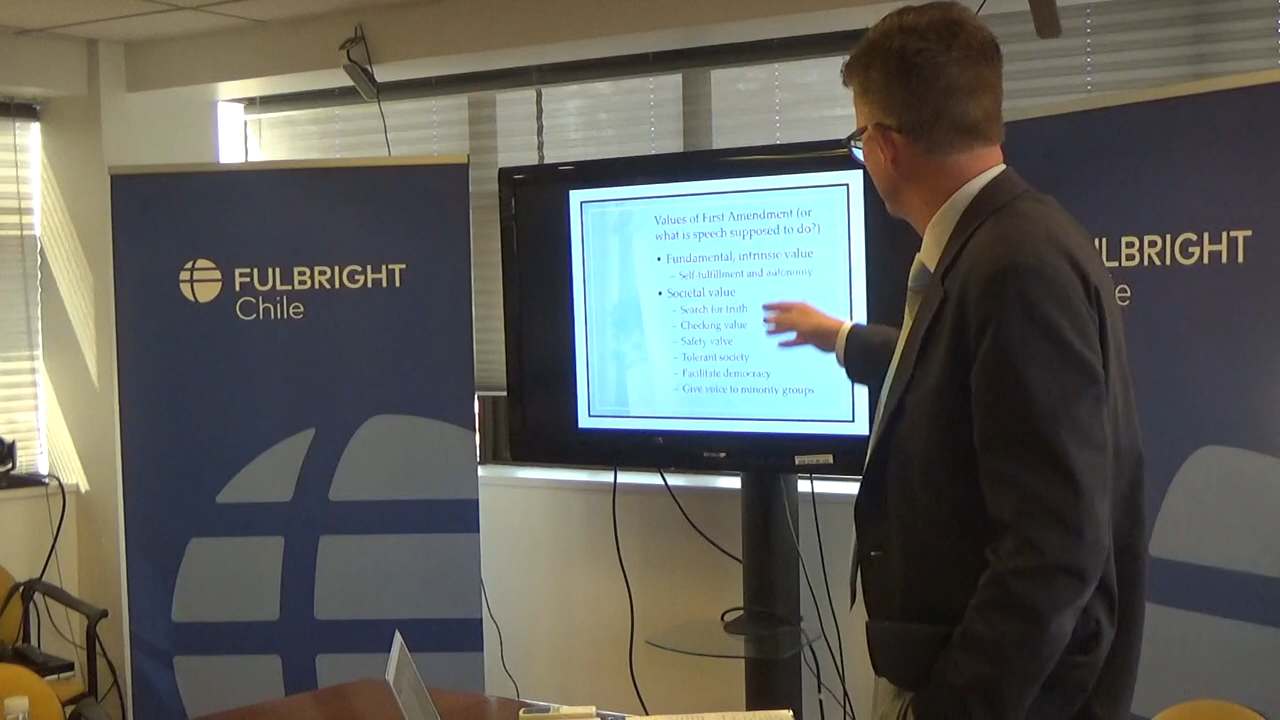 FULBRIGHT
Chile
Values of First Amendment (or
what is speech supposed to do?)
• Fundamental, intrinsic value
– Self-fulfillment and autonomy
• Societal value
– Search for truth
– Checking value
– Safety valve
– Tolerant society
– Facilitate democracy
– Give voice to minority groups
LBRIGHT
e